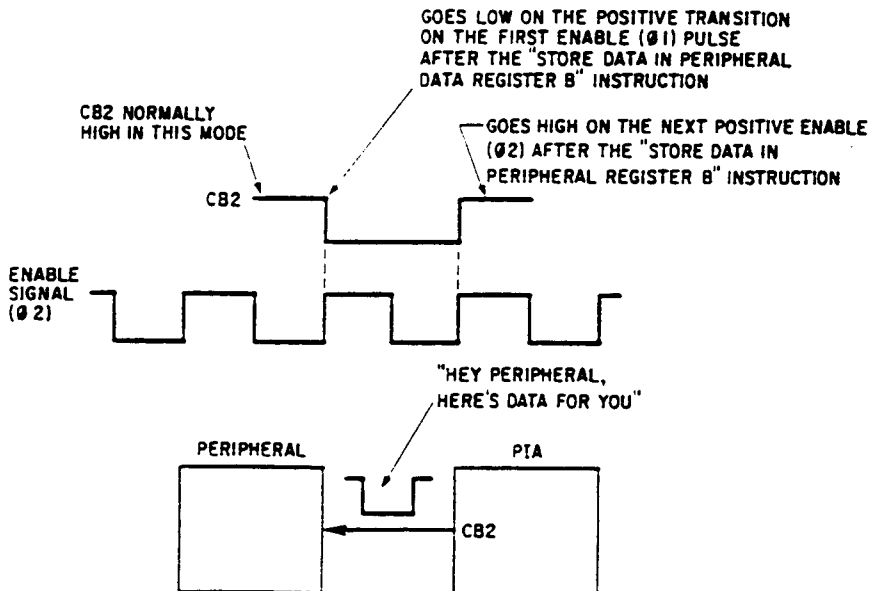 GOES LOW ON THE POSITIVE TRANSITION
ON THE FIRST ENABLE (Ø1) PULSE
AFTER THE "STORE DATA IN PERIPHERAL
DATA REGISTER B" INSTRUCTION
CB2 NORMALLY
HIGH IN THIS MODE
GOES HIGH ON THE NEXT POSITIVE ENABLE
(Ø2) AFTER THE "STORE DATA IN
PERIPHERAL REGISTER B" INSTRUCTION
CB2
ENABLE
SIGNAL
(Ø2)
"HEY PERIPHERAL,
HERE'S DATA FOR YOU"
PERIPHERAL
PIA
CB2